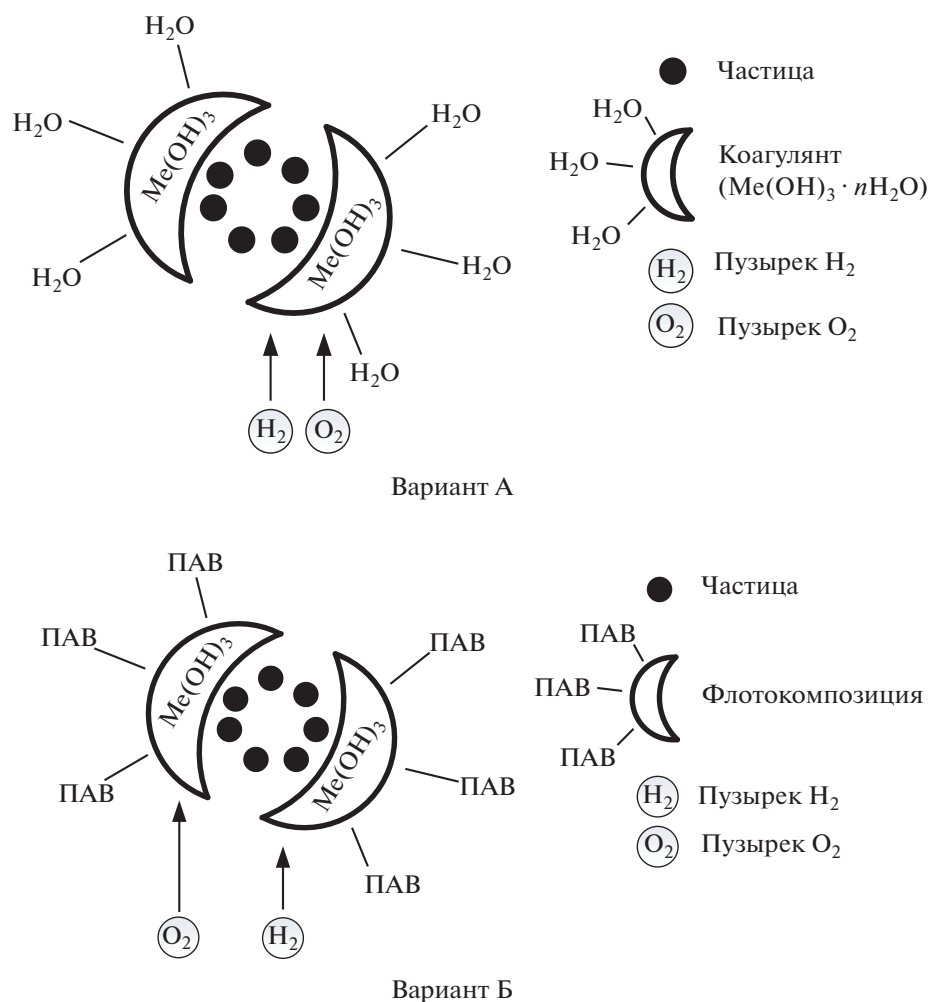 H₂O
H₂O
H₂O
Me(OH)₃
Me(OH)₃
H₂O
H₂O
H₂O
H₂
O₂
Частица
H₂O
H₂O
H₂O
Коагулянт
(Me(OH)₃ · nH₂O)
H₂
Пузырек H₂
O₂
Пузырек O₂
Вариант А
ПАВ
ПАВ
ПАВ
Me(OH)₃
Me(OH)₃
ПАВ
ПАВ
ПАВ
O₂
H₂
Частица
ПАВ
ПАВ
ПАВ
Флотокомпозиция
H₂
Пузырек H₂
O₂
Пузырек O₂
Вариант Б